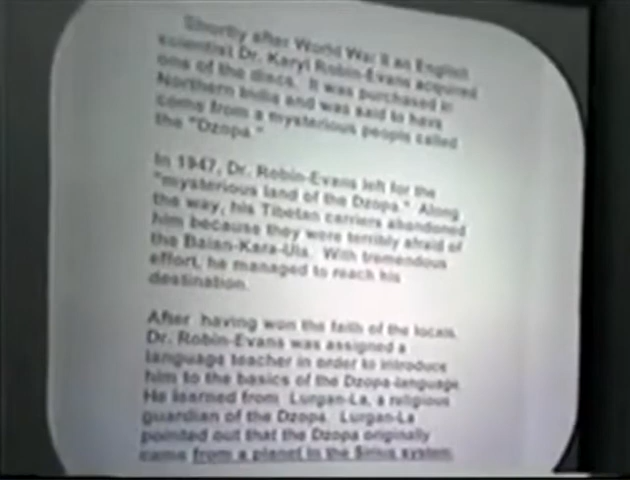 Shortly after World War II an English
scientist Dr. Karyl Robin-Evans acquired
one of the discs. It was purchased in
Northern India and was said to have
come from a mysterious people called
the "Dzopa."
In 1947, Dr. Robin-Evans left for the
"mysterious land of the Dzopa." Along
the way, his Tibetan carriers abandoned
him because they were terribly afraid of
the Baian-Kara-Ula. With tremendous
effort, he managed to reach his
destination.
After having won the faith of the locals
Dr. Robin-Evans was assigned a
language teacher in order to introduce
him to the basics of the Dzopa-language.
He learned from Lurgan-La, a religious
guardian of the Dzopa. Lurgan-La
pointed out that the Dzopa originally
came from a planet in the Sirius system.